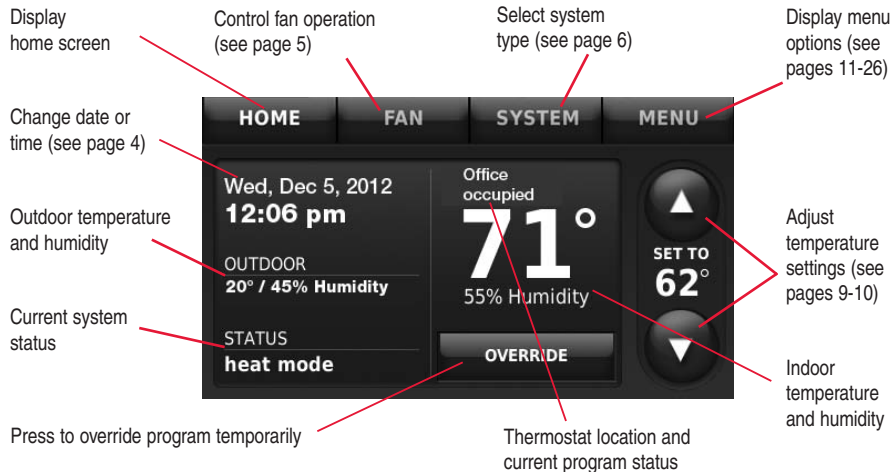 Display
home screen
Control fan operation
(see page 5)
Select system
type (see page 6)
Display menu
options (see
pages 11-26)
HOME
FAN
SYSTEM
MENU
Change date or
time (see page 4)
Wed, Dec 5, 2012
12:06 pm
Office
occupied
71°
55% Humidity
Outdoor temperature
and humidity
OUTDOOR
20° / 45% Humidity
SET TO
62°
Adjust
temperature
settings (see
pages 9-10)
Current system
status
STATUS
heat mode
OVERRIDE
Indoor
temperature
and humidity
Press to override program temporarily
Thermostat location and
current program status